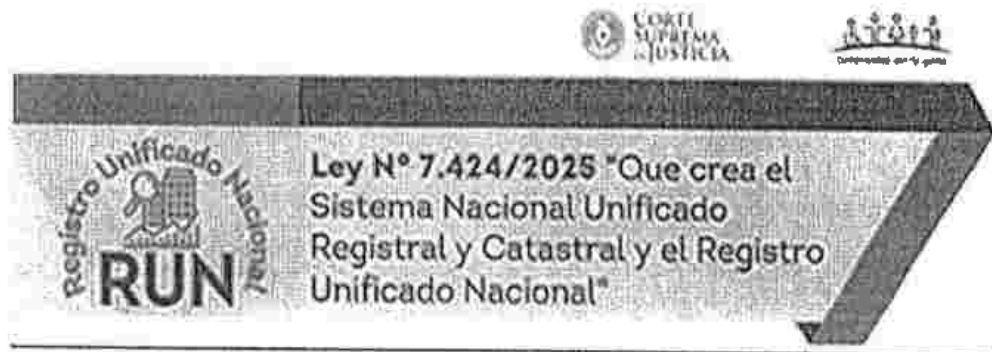 CORTE
SUPREMA
DE JUSTICIA
Registro Unificado Nacional
RUN
Ley N° 7.424/2025 "Que crea el
Sistema Nacional Unificado
Registral y Catastral y el Registro
Unificado Nacional"